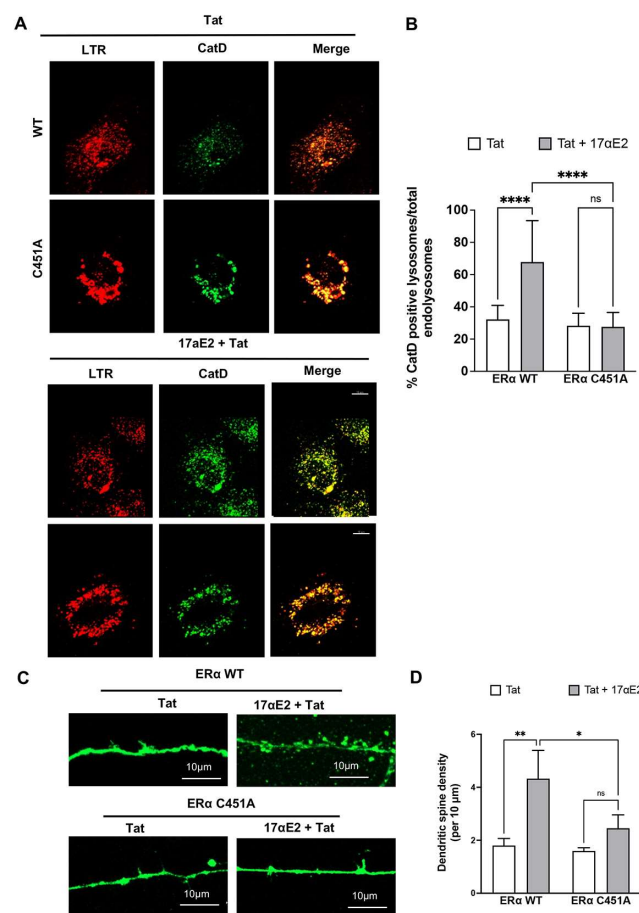 A
Tat
LTR CatD Merge
WT
C451A
17aE2 + Tat
LTR CatD Merge
B
Tat Tat + 17αE2
% CatD positive lysosomes/total
endolysosomes
100
80
60
40
20
0
**** **** ns
ERα WT ERα C451A
C
ERα WT
Tat 17αE2 + Tat
10μm 10μm
ERα C451A
Tat 17αE2 + Tat
10μm 10μm
D
Tat Tat + 17αE2
Dendritic spine density
(per 10 μm)
6
4
2
0
** * ns
ERα WT ERα C451A